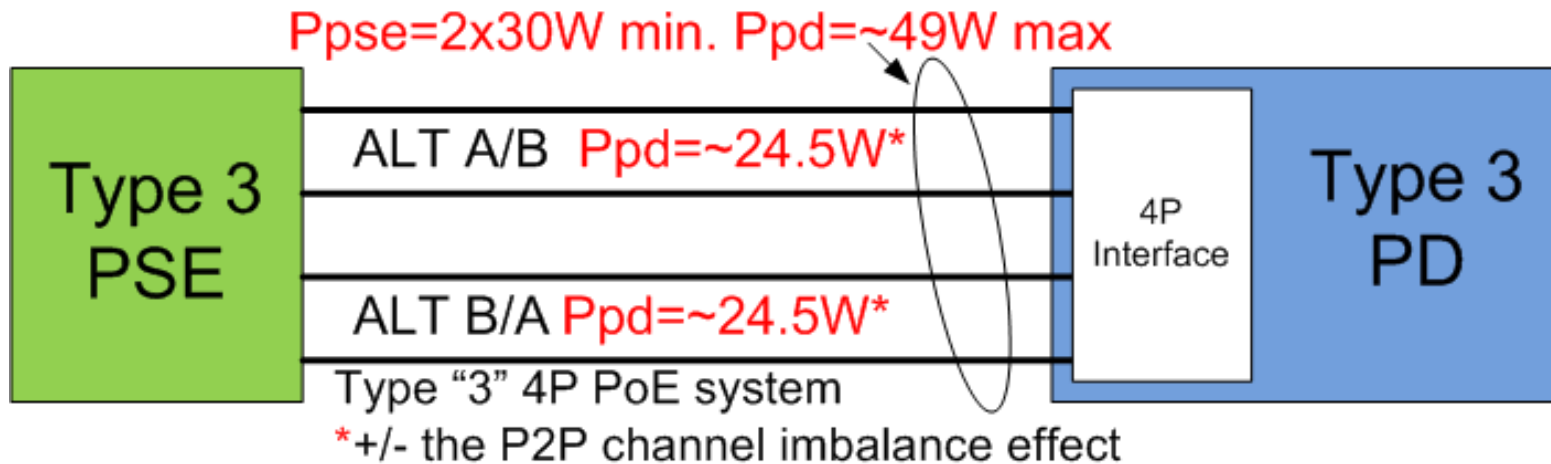 Ppse=2x30W min. Ppd=~49W max
Type 3
PSE
ALT A/B Ppd=~24.5W*
ALT B/A Ppd=~24.5W*
4P
Interface
Type 3
PD
Type “3” 4P PoE system
*+/- the P2P channel imbalance effect